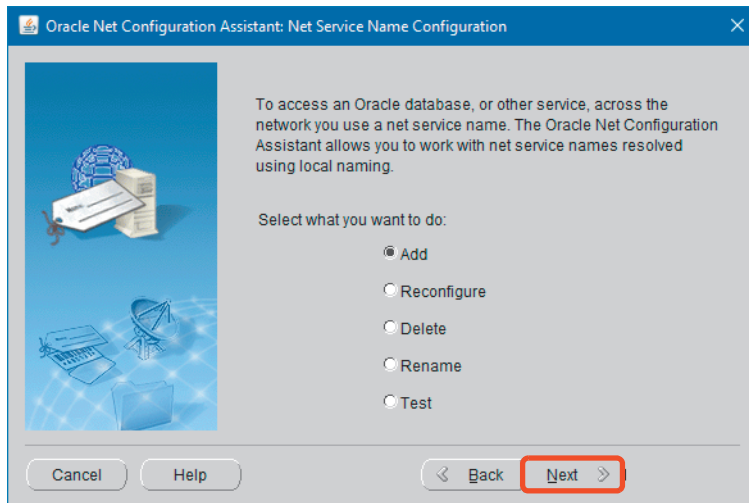 Oracle Net Configuration Assistant: Net Service Name Configuration
To access an Oracle database, or other service, across the
network you use a net service name. The Oracle Net Configuration
Assistant allows you to work with net service names resolved
using local naming.
Select what you want to do:
Add
Reconfigure
Delete
Rename
Test
Cancel Help Back Next